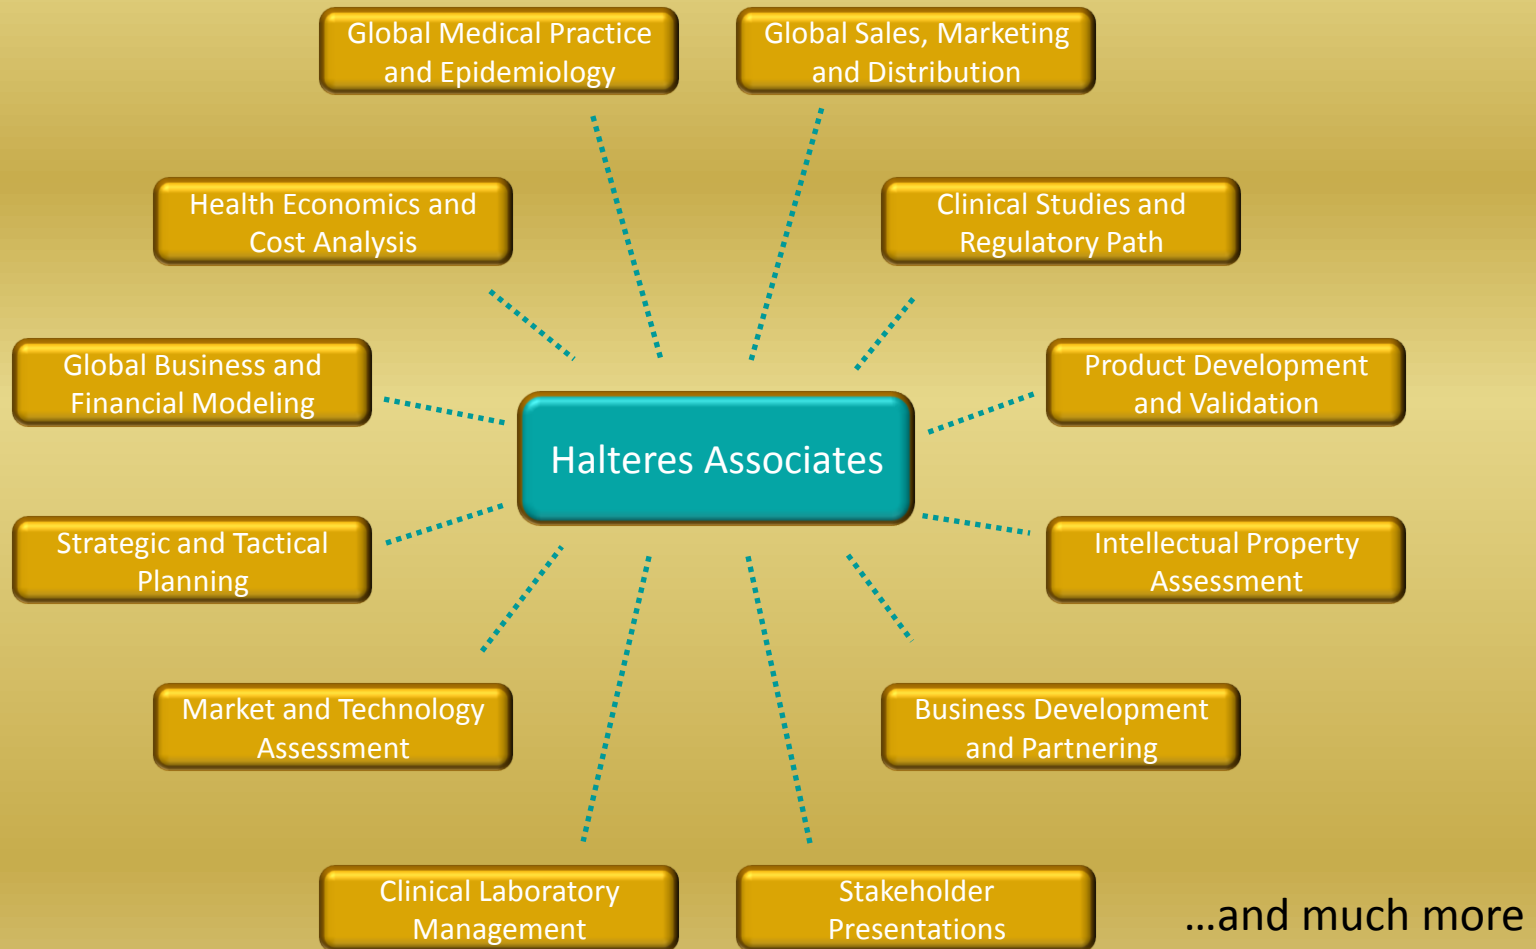 Global Medical Practice
and Epidemiology
Global Sales, Marketing
and Distribution
Health Economics and
Cost Analysis
Clinical Studies and
Regulatory Path
Global Business and
Financial Modeling
Product Development
and Validation
Halteres Associates
Strategic and Tactical
Planning
Intellectual Property
Assessment
Market and Technology
Assessment
Business Development
and Partnering
Clinical Laboratory
Management
Stakeholder
Presentations
...and much more